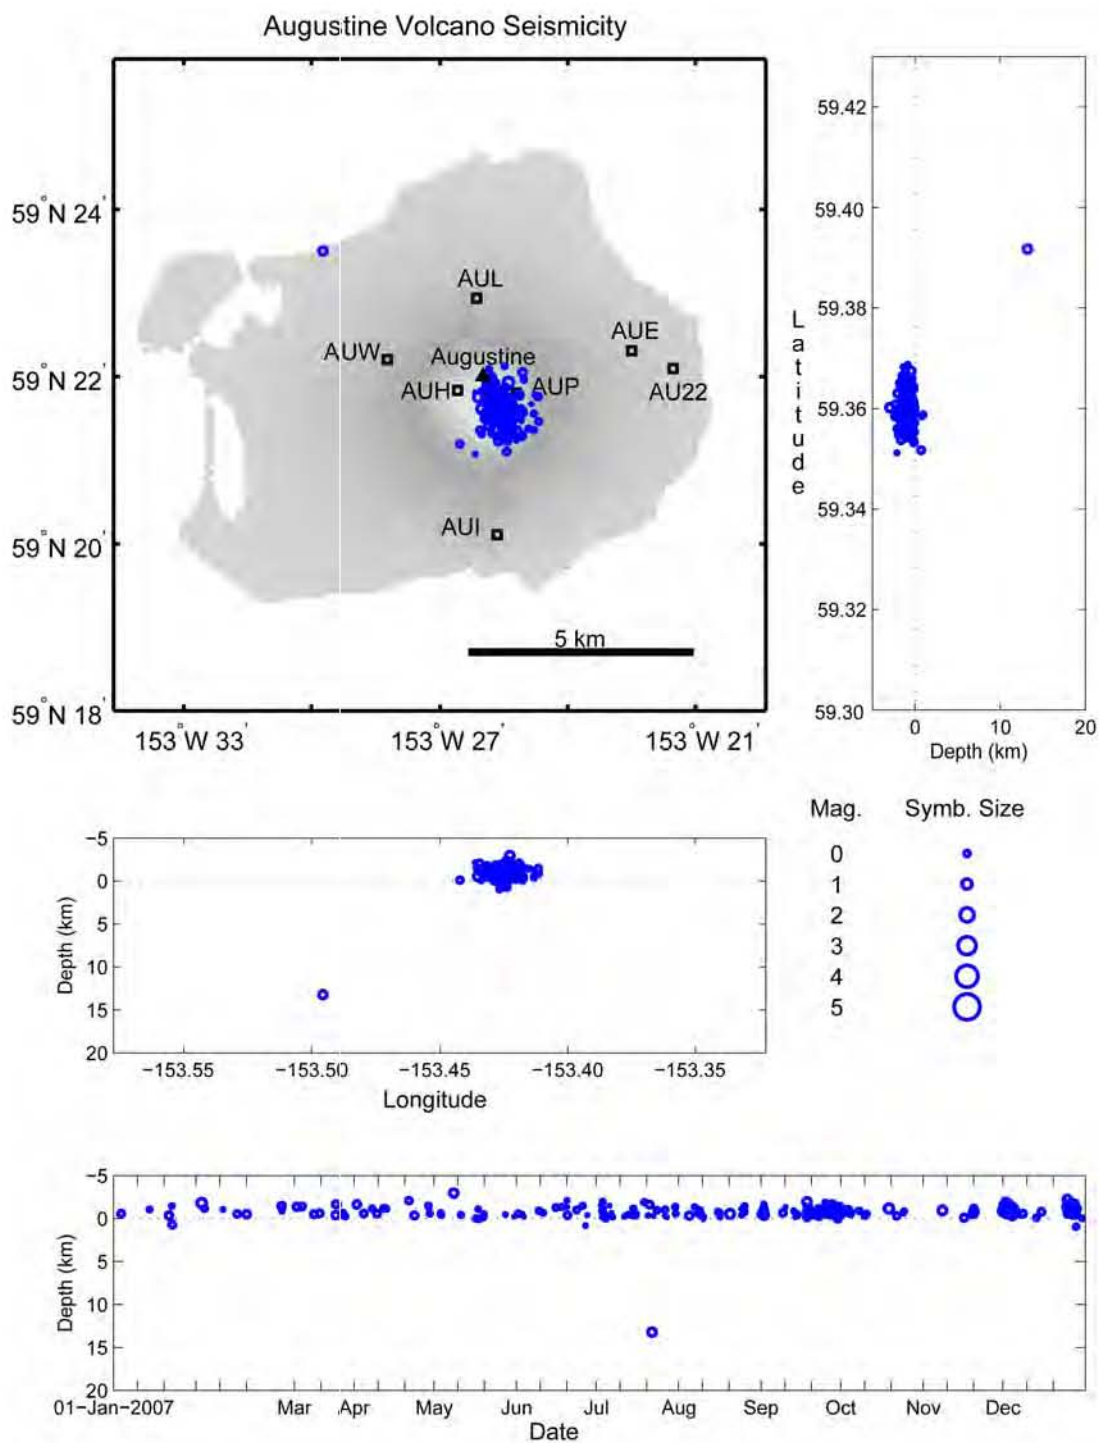 Augustine Volcano Seismicity
59°N 24'
59°N 22'
59°N 20'
59°N 18'
AUL
AUE
AUW
Augustine
AUH
AUP
AU22
AUI
5 km
153°W 33'
153°W 27'
153°W 21'
Latitude
59.42
59.40
59.38
59.36
59.34
59.32
59.30
0 10 20
Depth (km)
Mag. Symb. Size
0
1
2
3
4
5
Depth (km)
−5
0
5
10
15
20
−153.55 −153.50 −153.45 −153.40 −153.35
Longitude
Depth (km)
−5
0
5
10
15
20
01−Jan−2007 Mar Apr May Jun Jul Aug Sep Oct Nov Dec
Date